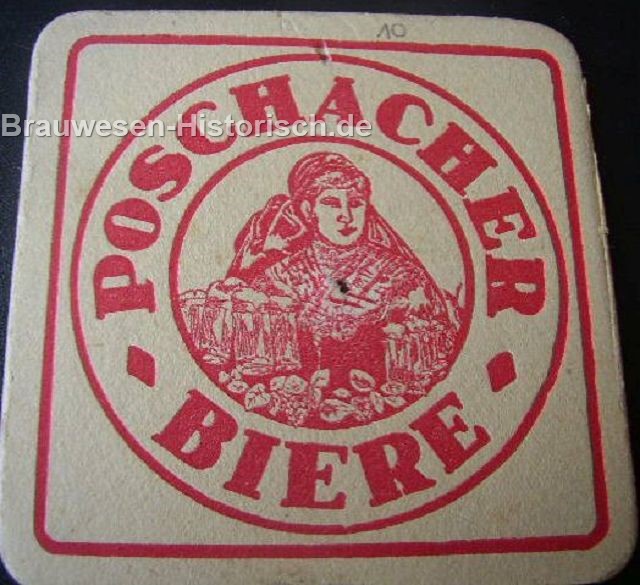 10
Brauwesen-Historisch.de
POSCHACHER
BIERE